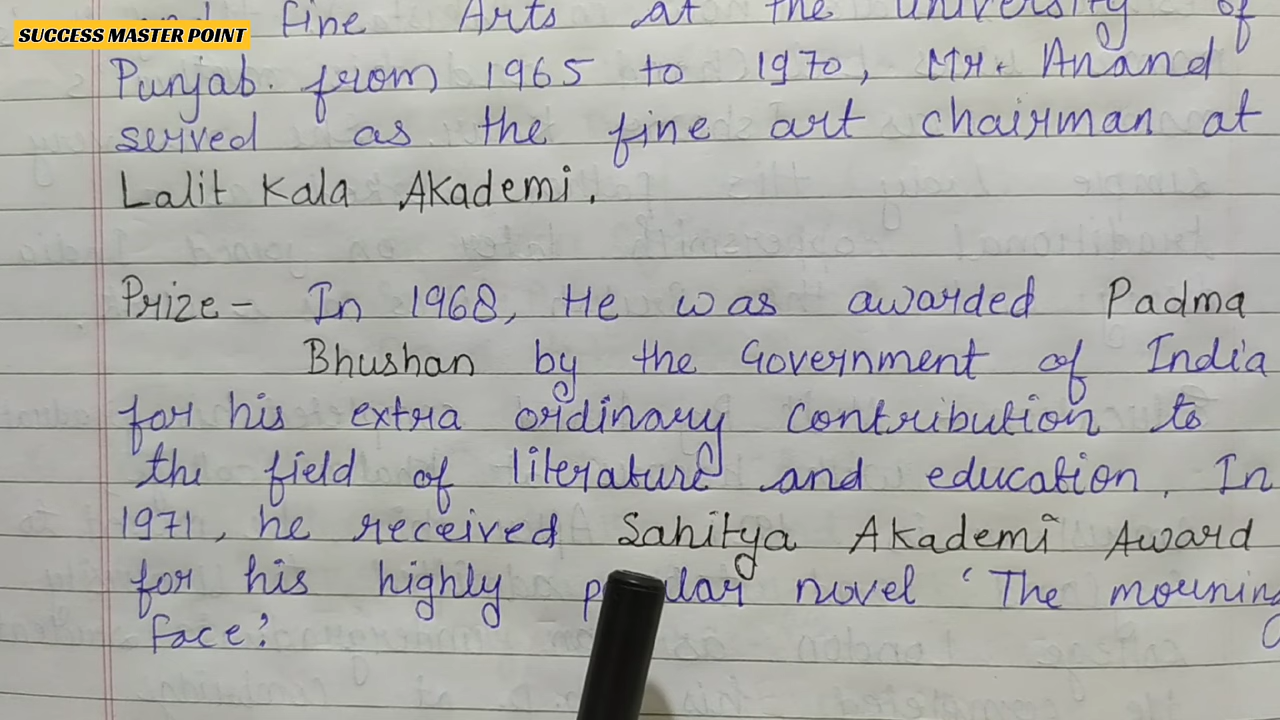 and fine Arts at the university of
SUCCESS MASTER POINT
Punjab. from 1965 to 1970, Mr. Anand
served as the fine art chairman at
Lalit Kala Akademi.
Prize - In 1968, He was awarded Padma
Bhushan by the Government of India
for his extra ordinary contribution to
the field of literature and education. In
1971, he received Sahitya Akademi Award
for his highly novel 'The mourning
Face'